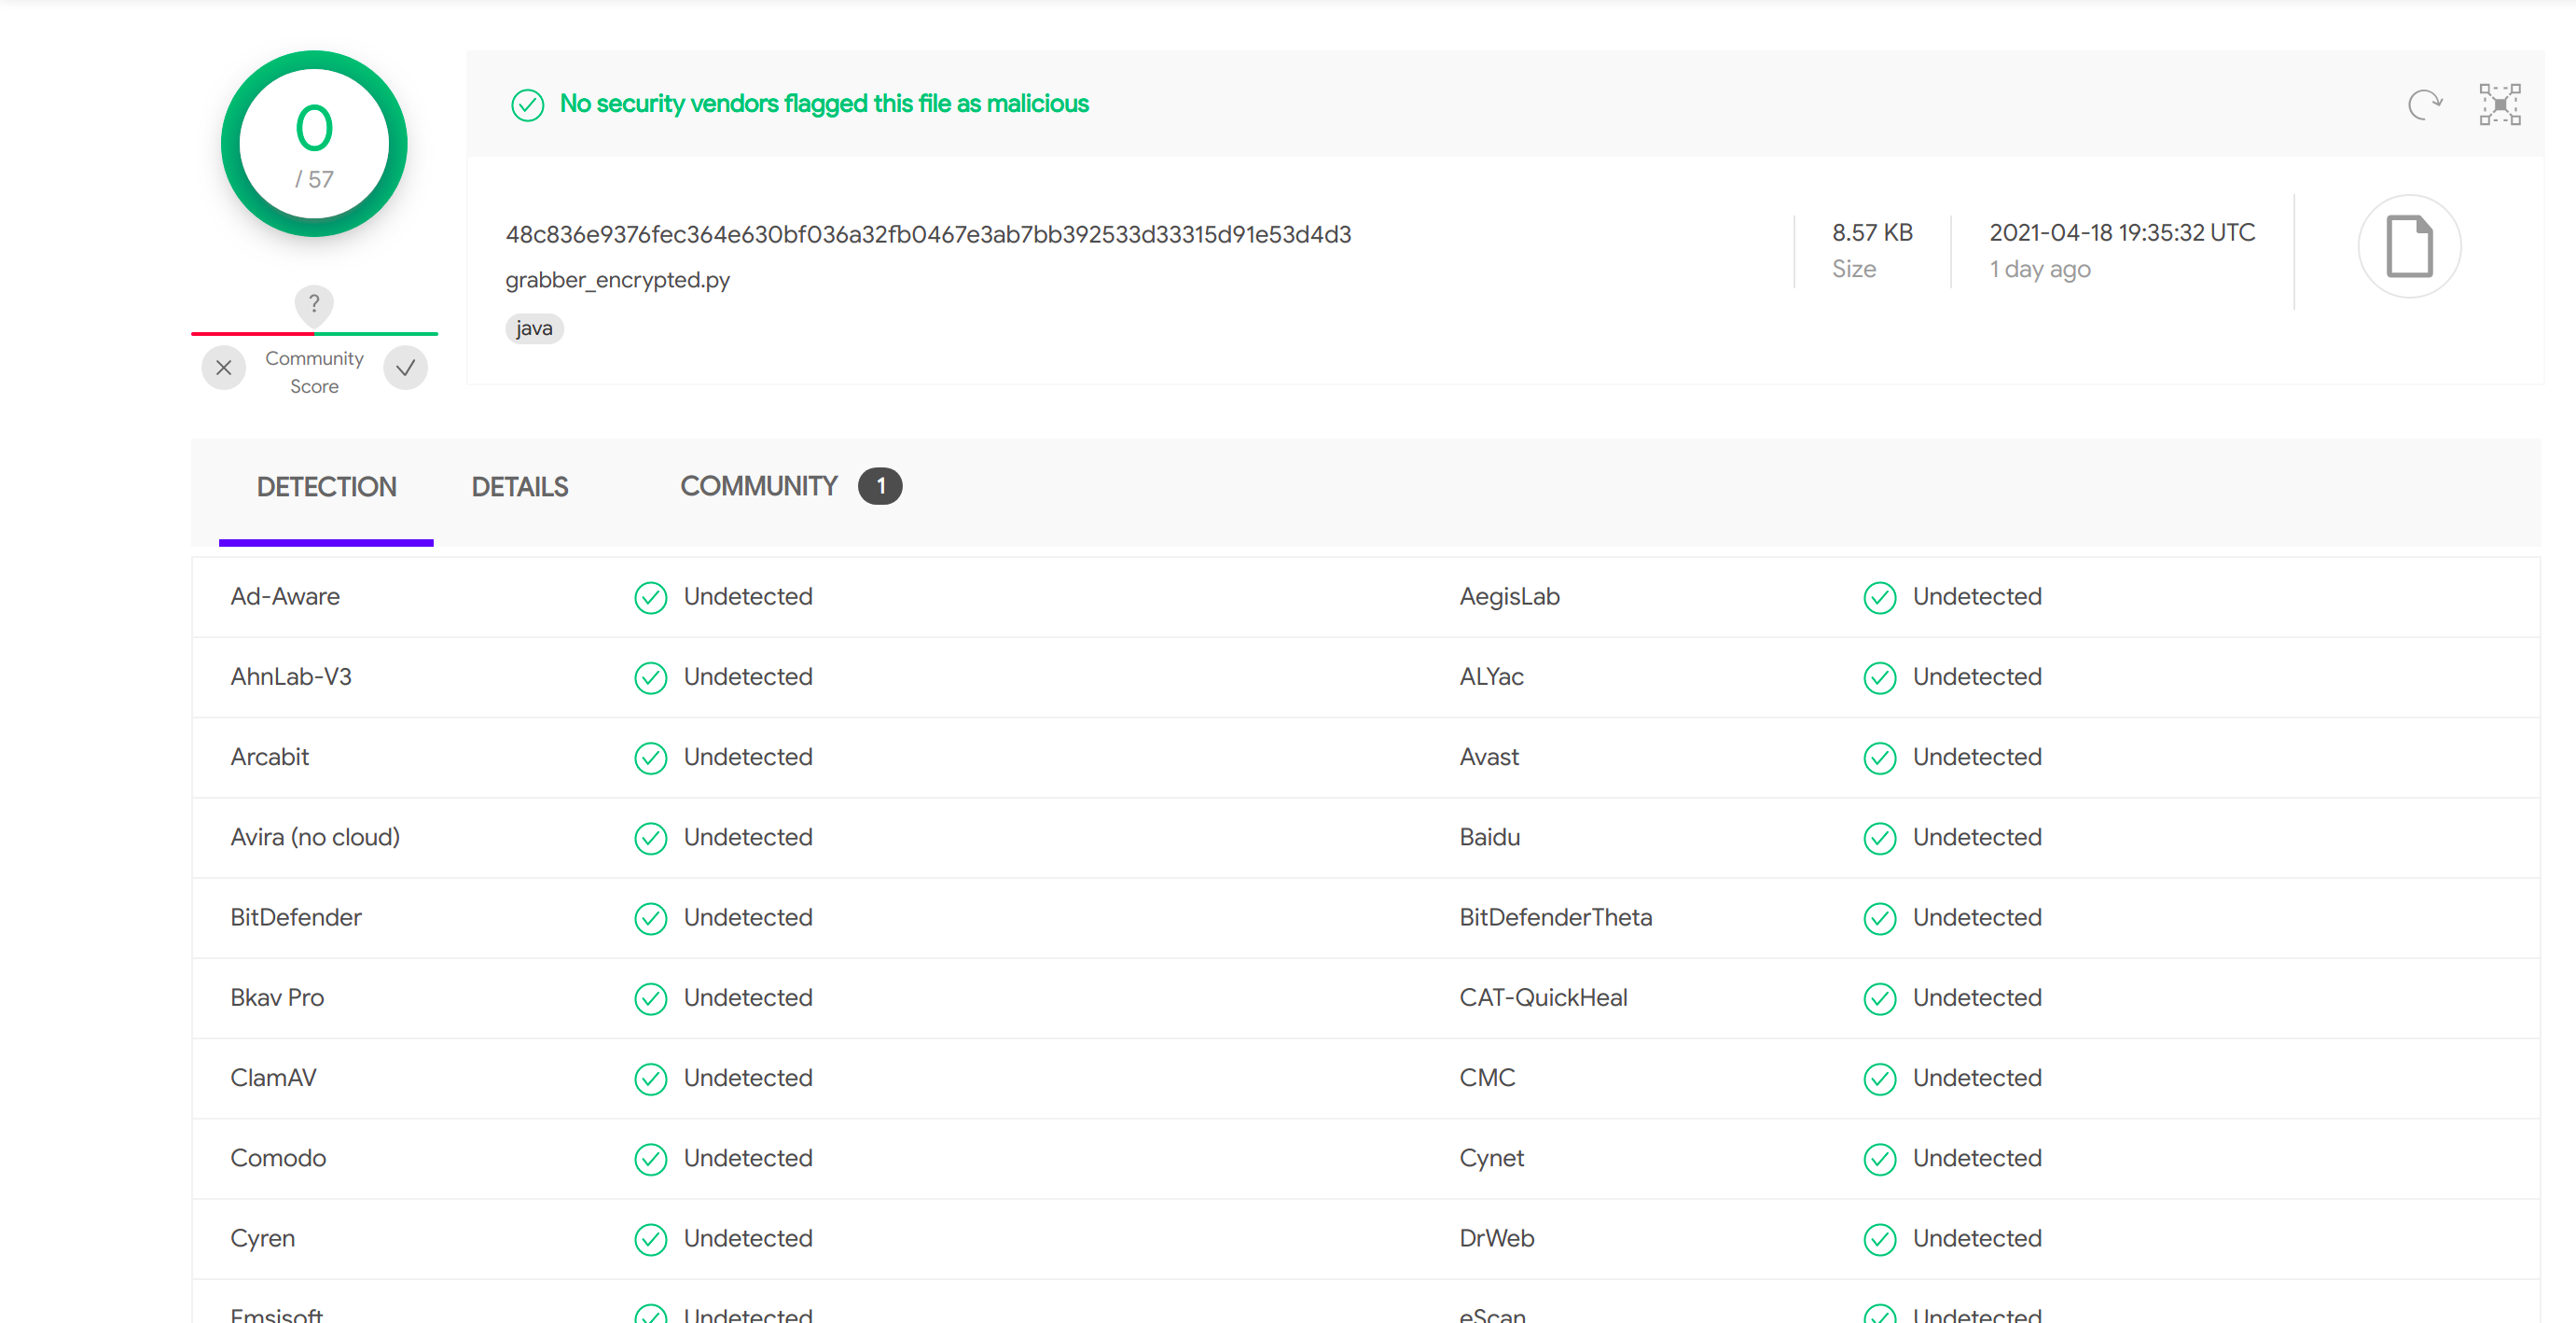 0
/ 57
?
Community
Score
No security vendors flagged this file as malicious
48c836e9376fec364e630bf036a32fb0467e3ab7bb392533d33315d91e53d4d3
grabber_encrypted.py
java
8.57 KB
Size
2021-04-18 19:35:32 UTC
1 day ago
DETECTION DETAILS COMMUNITY 1
Ad-Aware Undetected AegisLab Undetected
AhnLab-V3 Undetected ALYac Undetected
Arcabit Undetected Avast Undetected
Avira (no cloud) Undetected Baidu Undetected
BitDefender Undetected BitDefenderTheta Undetected
Bkav Pro Undetected CAT-QuickHeal Undetected
ClamAV Undetected CMC Undetected
Comodo Undetected Cynet Undetected
Cyren Undetected DrWeb Undetected
Emsisoft Undetected eScan Undetected